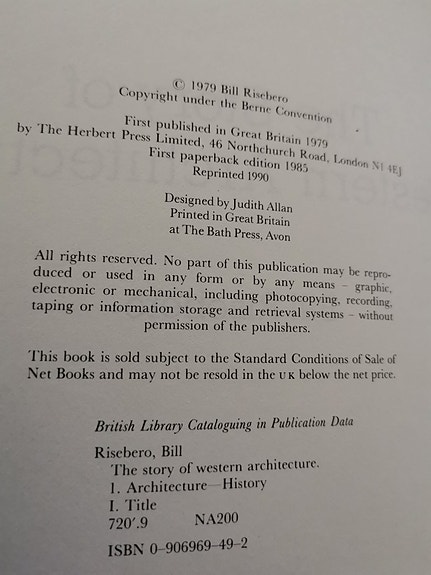 © 1979 Bill Risebero
Copyright under the Berne Convention
First published in Great Britain 1979
by The Herbert Press Limited, 46 Northchurch Road, London N1 4EJ
First paperback edition 1985
Reprinted 1990
Designed by Judith Allan
Printed in Great Britain
at The Bath Press, Avon
All rights reserved. No part of this publication may be repro-
duced or used in any form or by any means – graphic,
electronic or mechanical, including photocopying, recording,
taping or information storage and retrieval systems – without
permission of the publishers.
This book is sold subject to the Standard Conditions of Sale of
Net Books and may not be resold in the UK below the net price.
British Library Cataloguing in Publication Data
Risebero, Bill
The story of western architecture.
1. Architecture—History
I. Title
720'.9 NA200
ISBN 0-906969-49-2